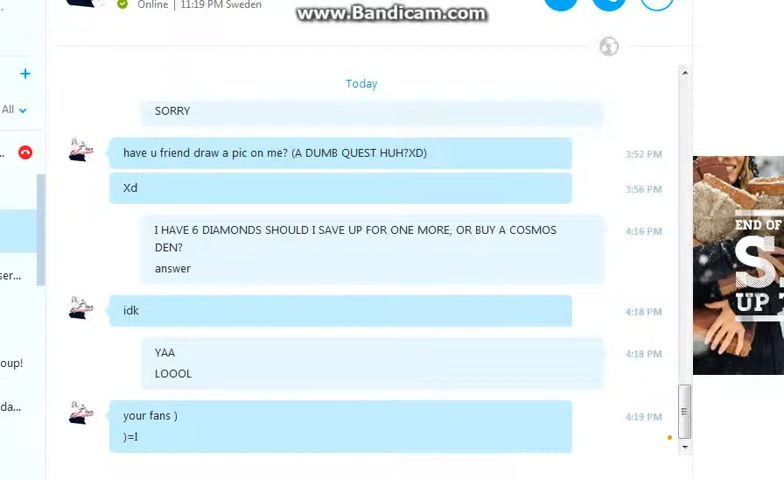 Online | 11:19 PM Sweden
www.Bandicam.com
All
Today
SORRY
have u friend draw a pic on me? (A DUMB QUEST HUH?XD) 3:52 PM
Xd 3:56 PM
I HAVE 6 DIAMONDS SHOULD I SAVE UP FOR ONE MORE, OR BUY A COSMOS 4:16 PM
DEN?
answer
ser...
idk 4:18 PM
YAA 4:18 PM
LOOOL
oup!
da...
your fans ) 4:19 PM
)=I
END OF
S
UP